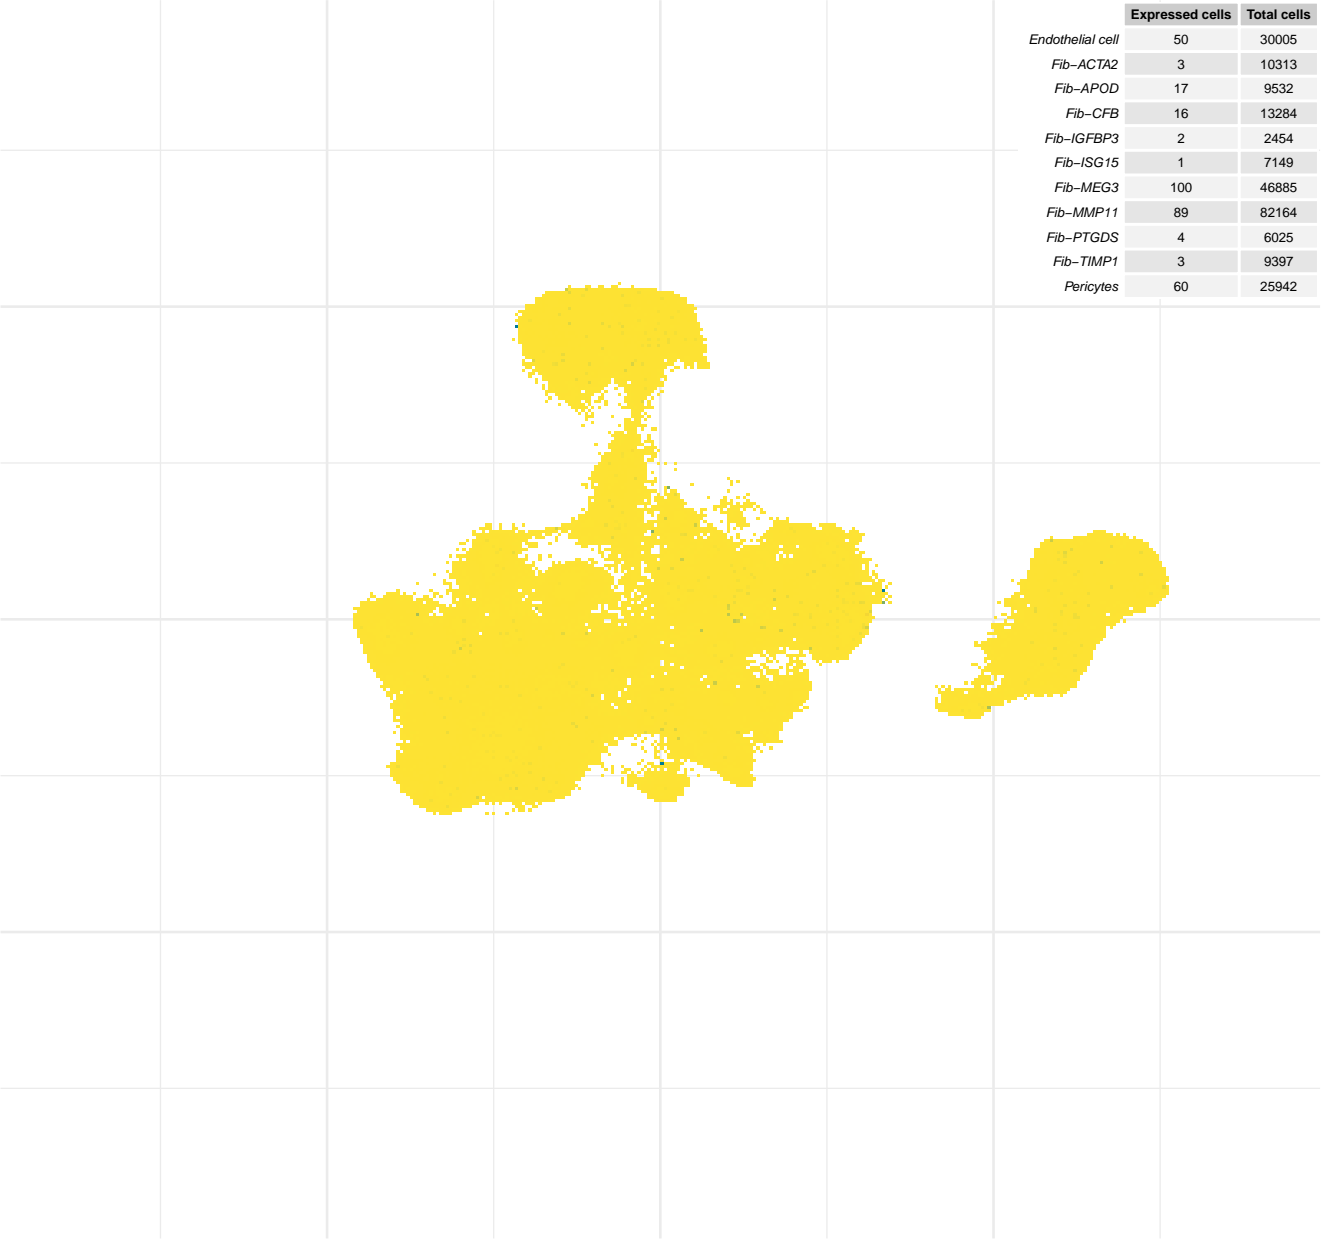 Expressed cells Total cells
Endothelial cell 50 30005
Fib−ACTA2 3 10313
Fib−APOD 17 9532
Fib−CFB 16 13284
Fib−IGFBP3 2 2454
Fib−ISG15 1 7149
Fib−MEG3 100 46885
Fib−MMP11 89 82164
Fib−PTGDS 4 6025
Fib−TIMP1 3 9397
Pericytes 60 25942